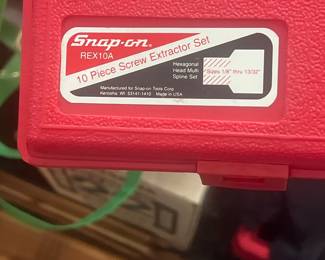 Snap-on®
REX10A
10 Piece Screw Extractor Set
Hexagonal
Head Multi
Spline Set
"Sizes 1/8" thru 13/32"
Manufactured for Snap-on Tools Corp.
Kenosha, WI 53141-1410 Made in USA